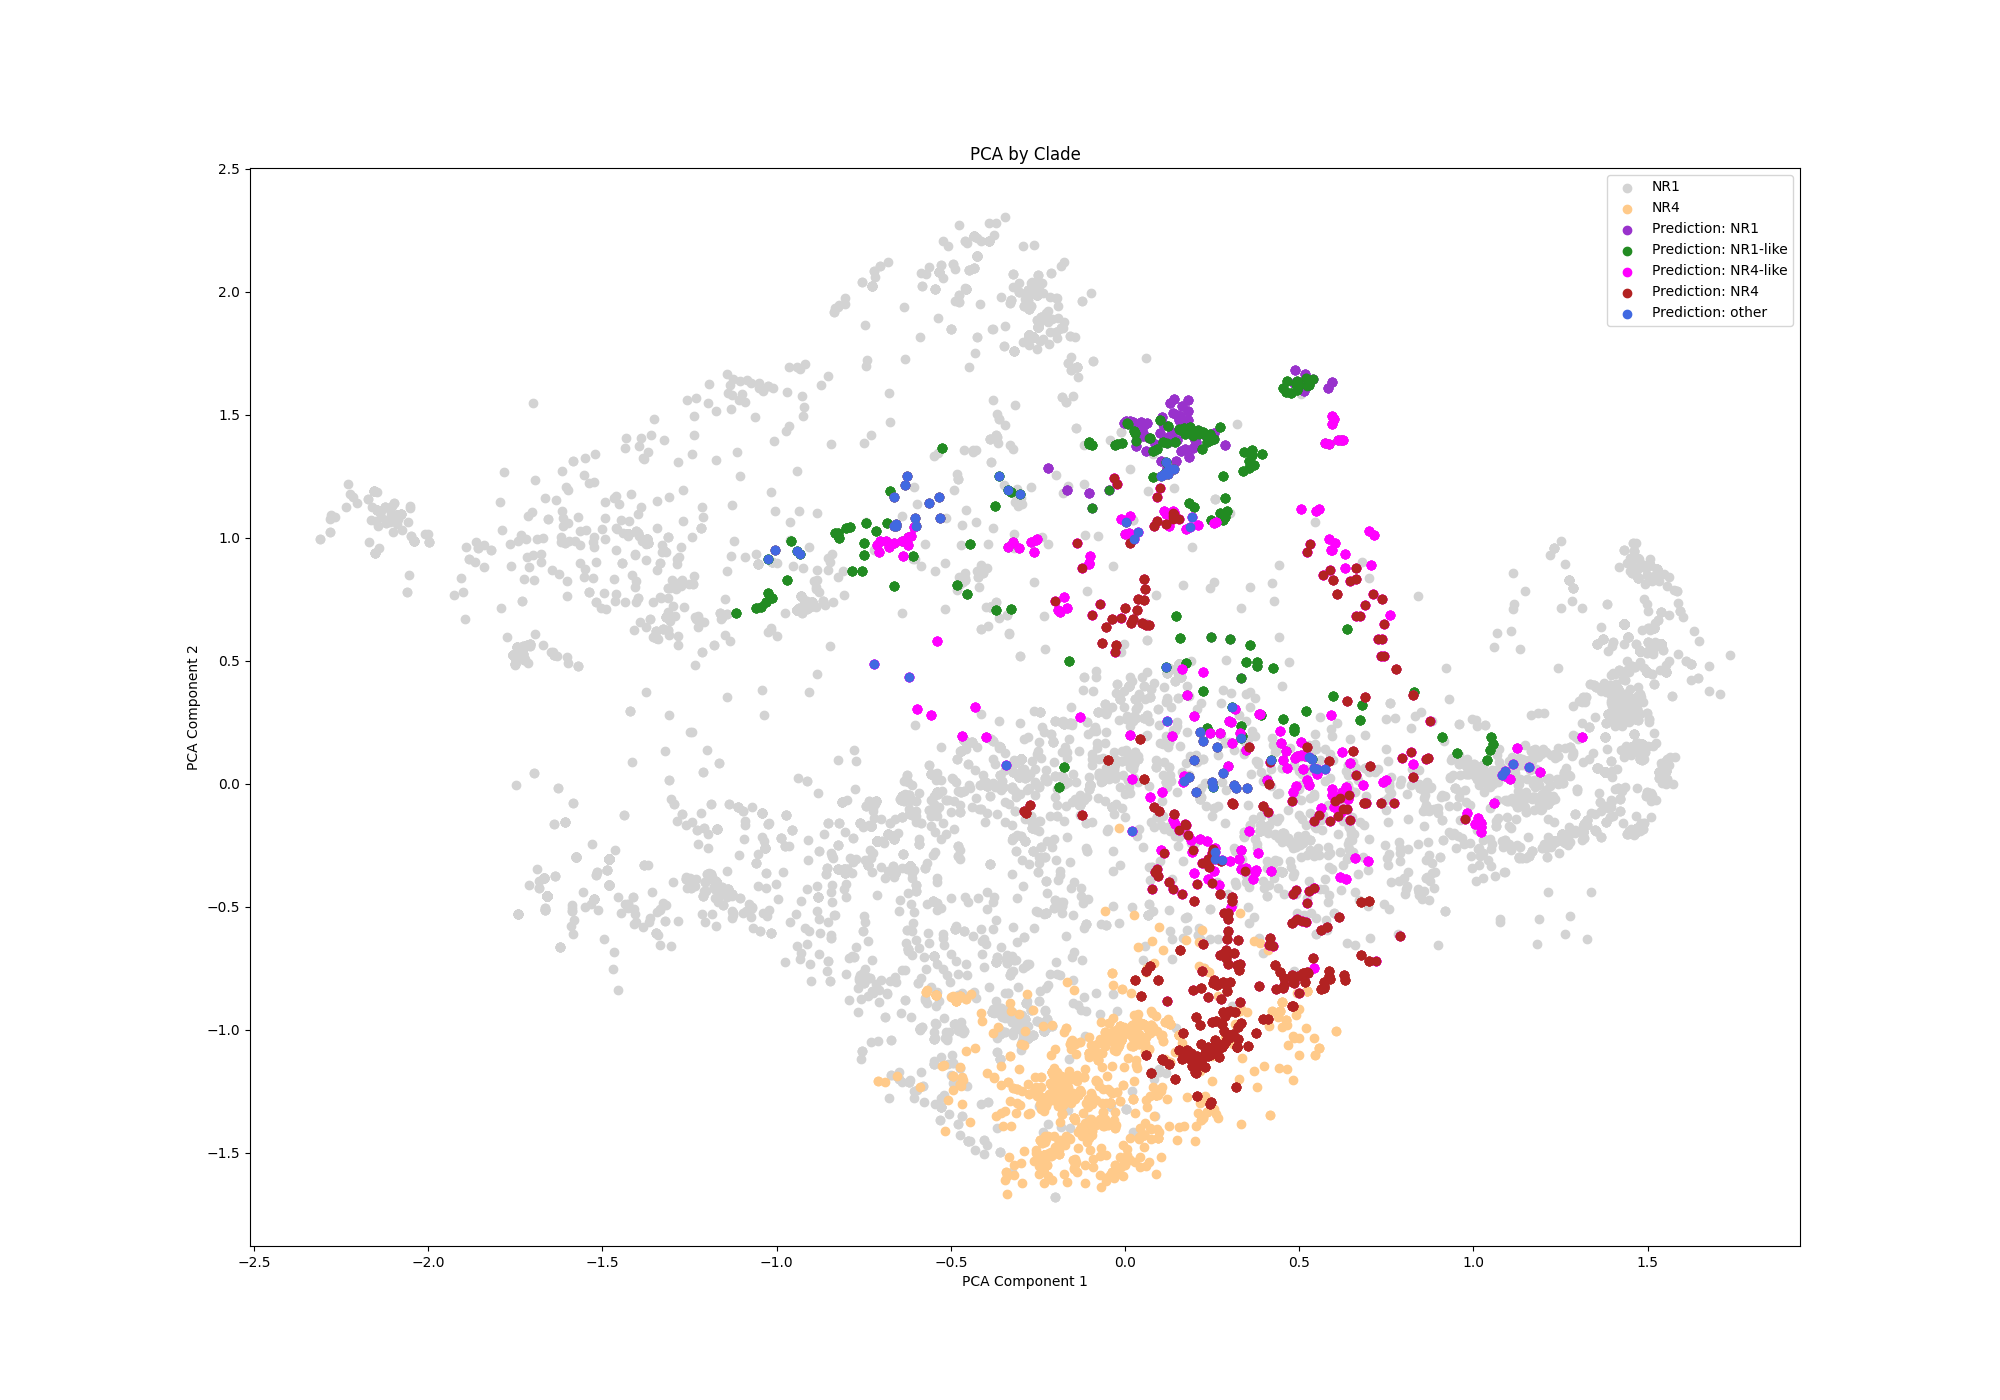 PCA by Clade
NR1
NR4
Prediction: NR1
Prediction: NR1-like
Prediction: NR4-like
Prediction: NR4
Prediction: other
PCA Component 2
2.5
2.0
1.5
1.0
0.5
0.0
−0.5
−1.0
−1.5
−2.5 −2.0 −1.5 −1.0 −0.5 0.0 0.5 1.0 1.5
PCA Component 1